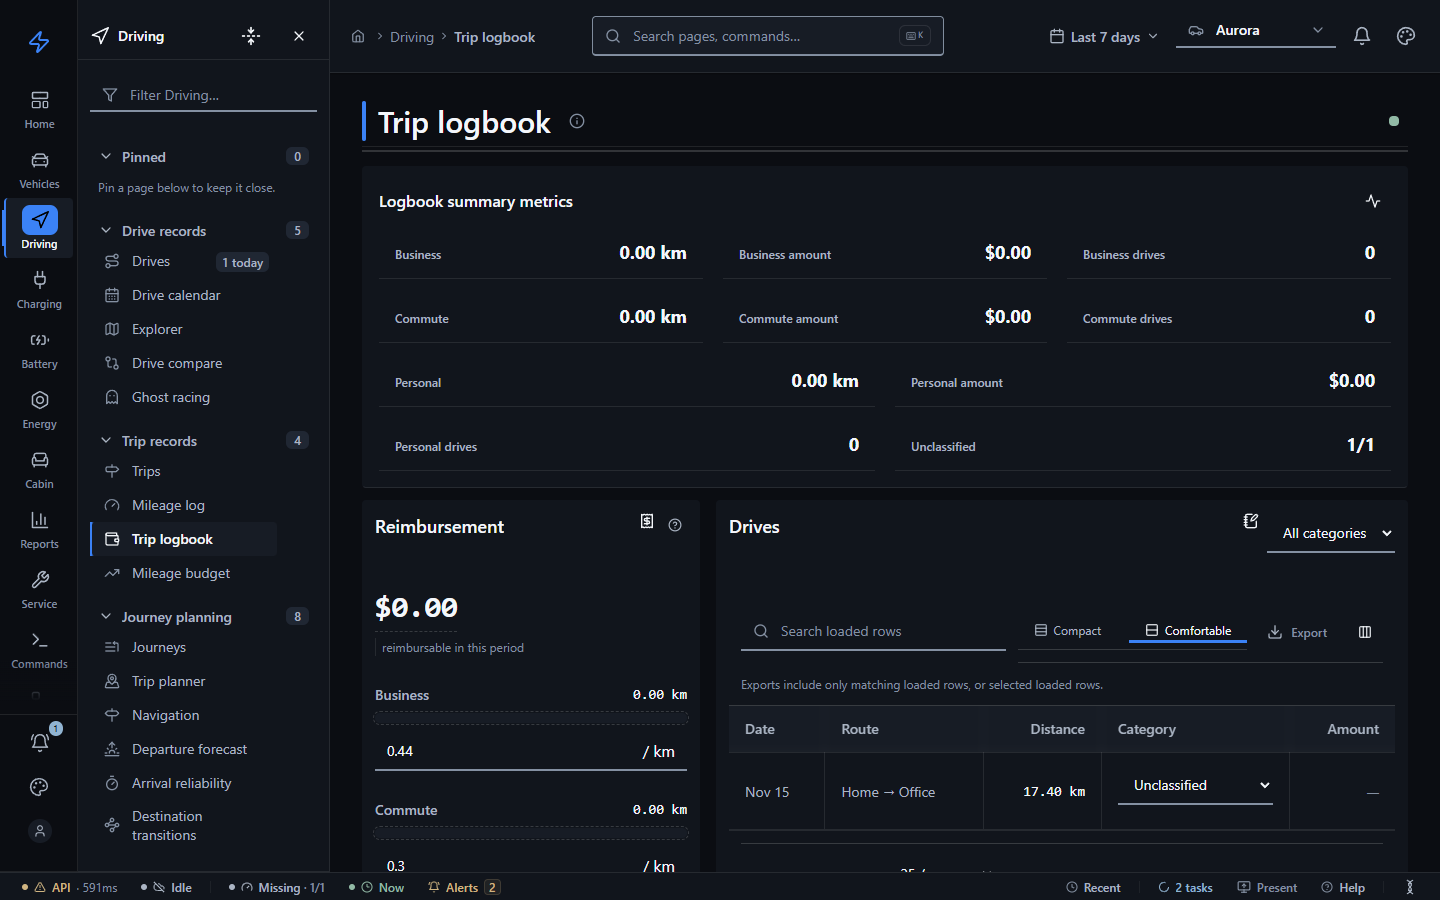 Driving
Driving
Trip logbook
Search pages, commands...
K
Last 7 days
Aurora
Home
Vehicles
Driving
Charging
Battery
Energy
Cabin
Reports
Service
Commands
1
Filter Driving...
Pinned
0
Pin a page below to keep it close.
Drive records
5
Drives
1 today
Drive calendar
Explorer
Drive compare
Ghost racing
Trip records
4
Trips
Mileage log
Trip logbook
Mileage budget
Journey planning
8
Journeys
Trip planner
Navigation
Departure forecast
Arrival reliability
Destination
transitions
Trip logbook
Logbook summary metrics
Business 0.00 km
Business amount $0.00
Business drives 0
Commute 0.00 km
Commute amount $0.00
Commute drives 0
Personal 0.00 km
Personal amount $0.00
Personal drives 0
Unclassified 1/1
Reimbursement
$0.00
reimbursable in this period
Business 0.00 km
0.44 / km
Commute 0.00 km
0.3 / km
Drives
All categories
Search loaded rows
Compact
Comfortable
Export
Exports include only matching loaded rows, or selected loaded rows.
Date Route Distance Category Amount
Nov 15 Home → Office 17.40 km Unclassified —
API · 591ms
Idle
Missing · 1/1
Now
Alerts 2
Recent
2 tasks
Present
Help